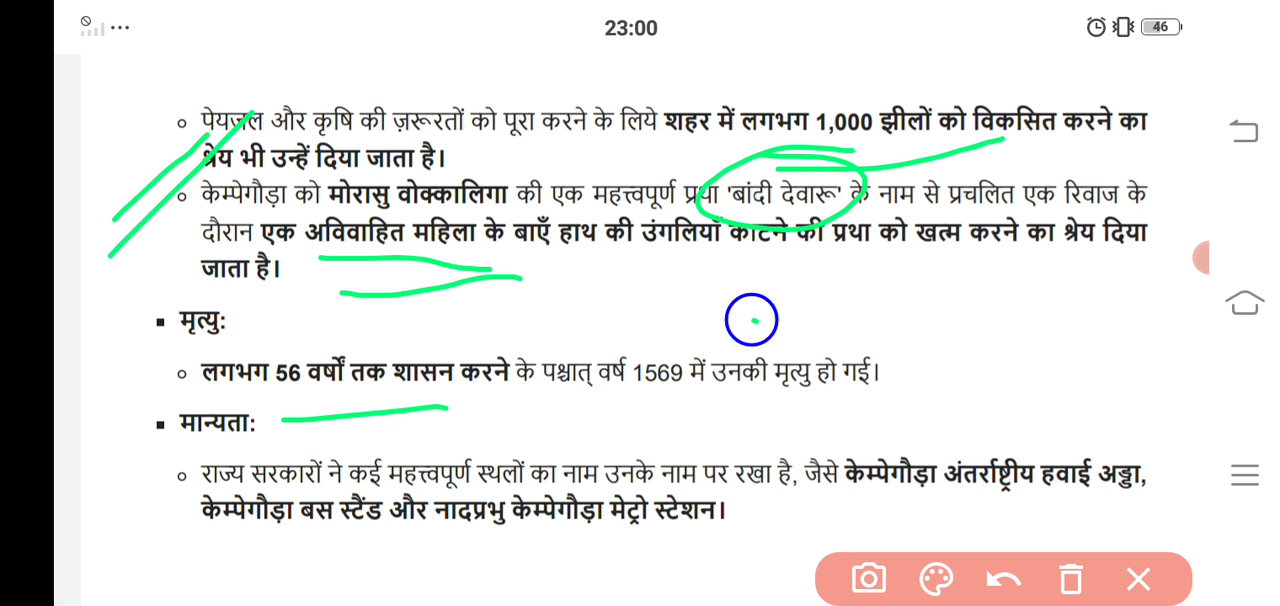 23:00
46
पेयजल और कृषि की ज़रूरतों को पूरा करने के लिये शहर में लगभग 1,000 झीलों को विकसित करने का
श्रेय भी उन्हें दिया जाता है।
केम्पेगौड़ा को मोरासु वोक्कालिगा की एक महत्त्वपूर्ण प्रथा 'बांदी देवारू' के नाम से प्रचलित एक रिवाज के
दौरान एक अविवाहित महिला के बाएँ हाथ की उंगलियाँ काटने की प्रथा को खत्म करने का श्रेय दिया
जाता है।
मृत्यु:
लगभग 56 वर्षों तक शासन करने के पश्चात् वर्ष 1569 में उनकी मृत्यु हो गई।
मान्यता:
राज्य सरकारों ने कई महत्त्वपूर्ण स्थलों का नाम उनके नाम पर रखा है, जैसे केम्पेगौड़ा अंतर्राष्ट्रीय हवाई अड्डा,
केम्पेगौड़ा बस स्टैंड और नादप्रभु केम्पेगौड़ा मेट्रो स्टेशन।